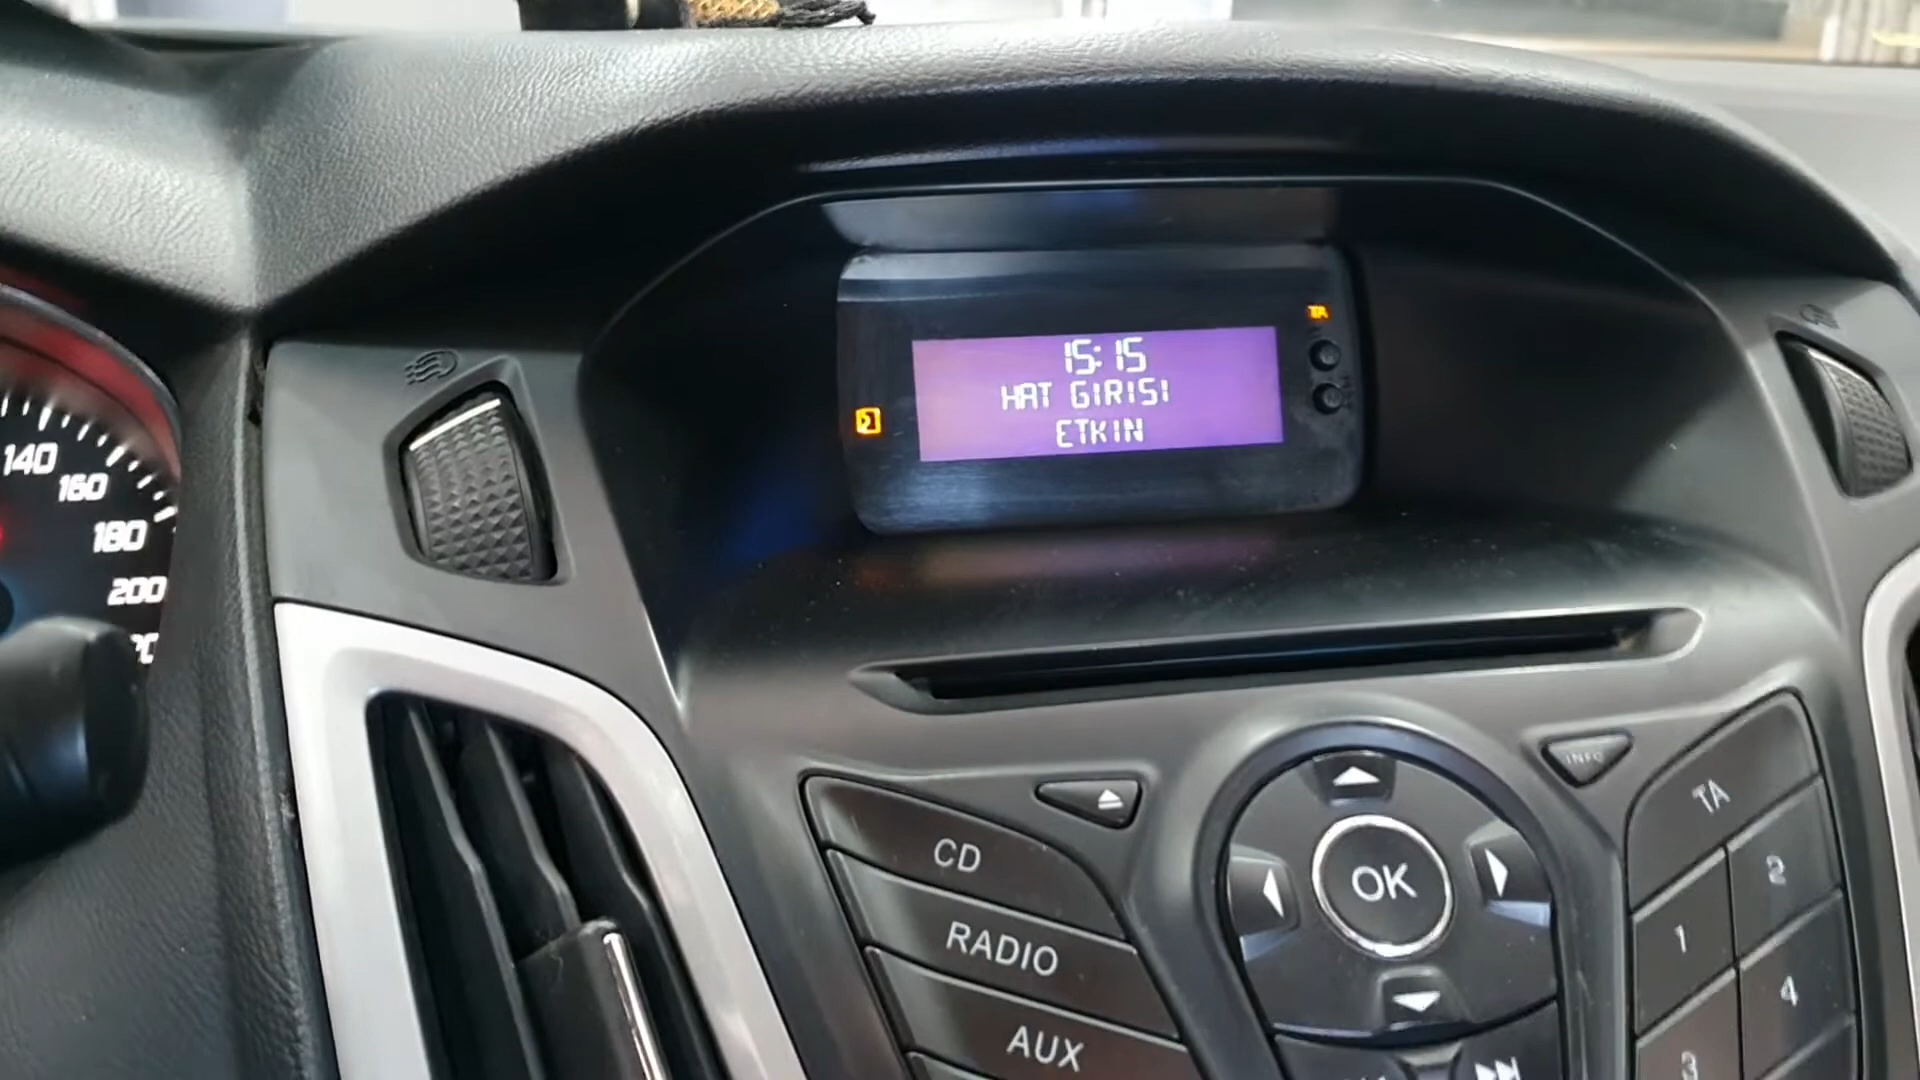 TA
15:15
HAT GIRISI
ETKIN
140
160
180
200
INFO
CD
RADIO
AUX
OK
TA
1
2
3
4